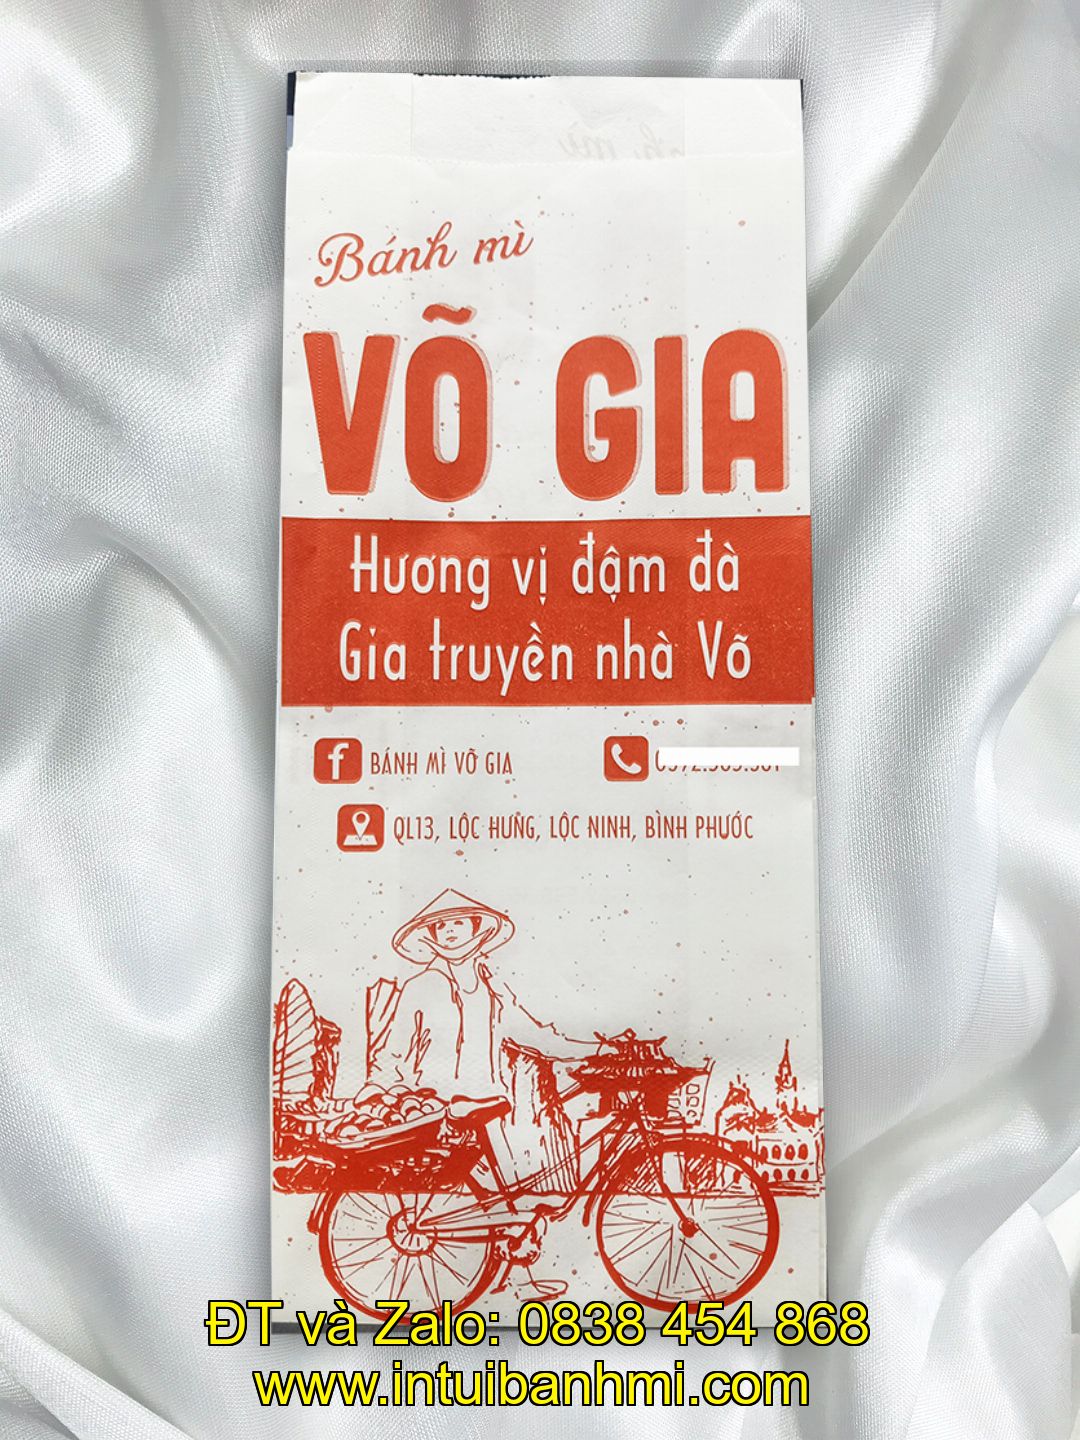 Bánh mì
VÕ GIA
Hương vị đậm đà
Gia truyền nhà Võ
BÁNH MÌ VÕ GIA
QL13, LỘC HƯNG, LỘC NINH, BÌNH PHƯỚC
ĐT và Zalo: 0838 454 868
www.intuibanhmi.com